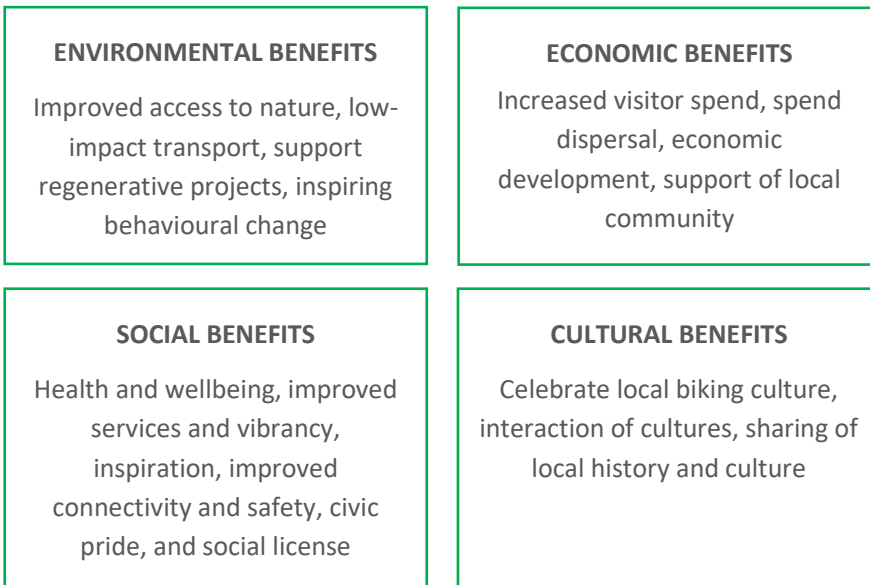 ENVIRONMENTAL BENEFITS
Improved access to nature, low-
impact transport, support
regenerative projects, inspiring
behavioural change
ECONOMIC BENEFITS
Increased visitor spend, spend
dispersal, economic
development, support of local
community
SOCIAL BENEFITS
Health and wellbeing, improved
services and vibrancy,
inspiration, improved
connectivity and safety, civic
pride, and social license
CULTURAL BENEFITS
Celebrate local biking culture,
interaction of cultures, sharing of
local history and culture